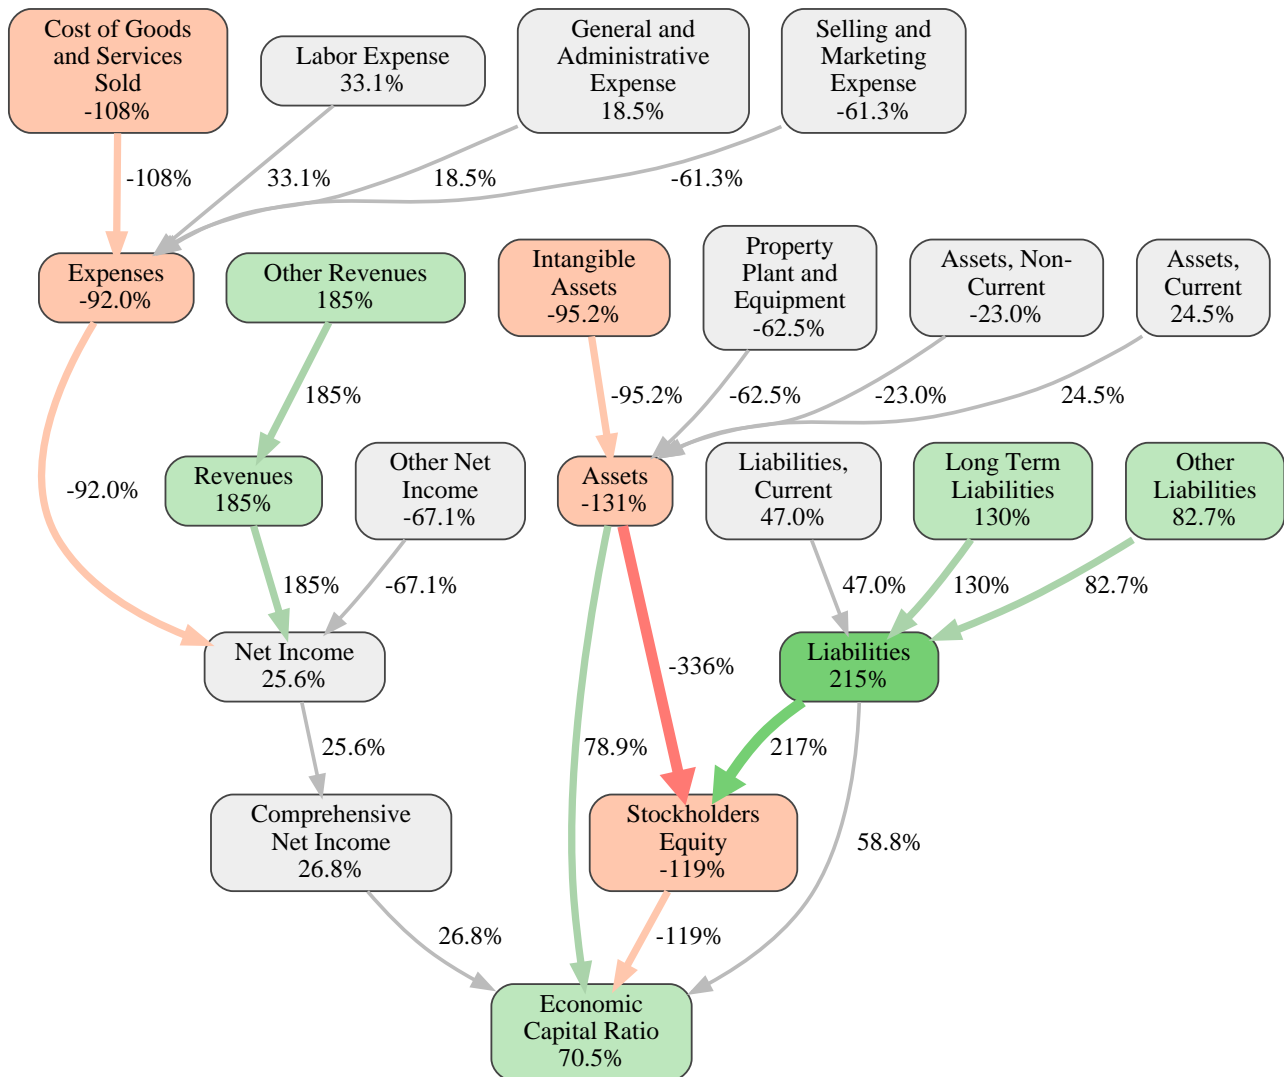 Cost of Goods
and Services
Sold
-108%
Labor Expense
33.1%
General and
Administrative
Expense
18.5%
Selling and
Marketing
Expense
-61.3%
-108%
33.1%
18.5%
-61.3%
Expenses
-92.0%
Other Revenues
185%
Intangible
Assets
-95.2%
Property
Plant and
Equipment
-62.5%
Assets, Non-
Current
-23.0%
Assets,
Current
24.5%
185%
-95.2%
-62.5%
-23.0%
24.5%
-92.0%
Revenues
185%
Other Net
Income
-67.1%
Assets
-131%
Liabilities,
Current
47.0%
Long Term
Liabilities
130%
Other
Liabilities
82.7%
185%
-67.1%
47.0%
130%
82.7%
Net Income
25.6%
-336%
Liabilities
215%
25.6%
78.9%
217%
Comprehensive
Net Income
26.8%
Stockholders
Equity
-119%
58.8%
26.8%
-119%
Economic
Capital Ratio
70.5%